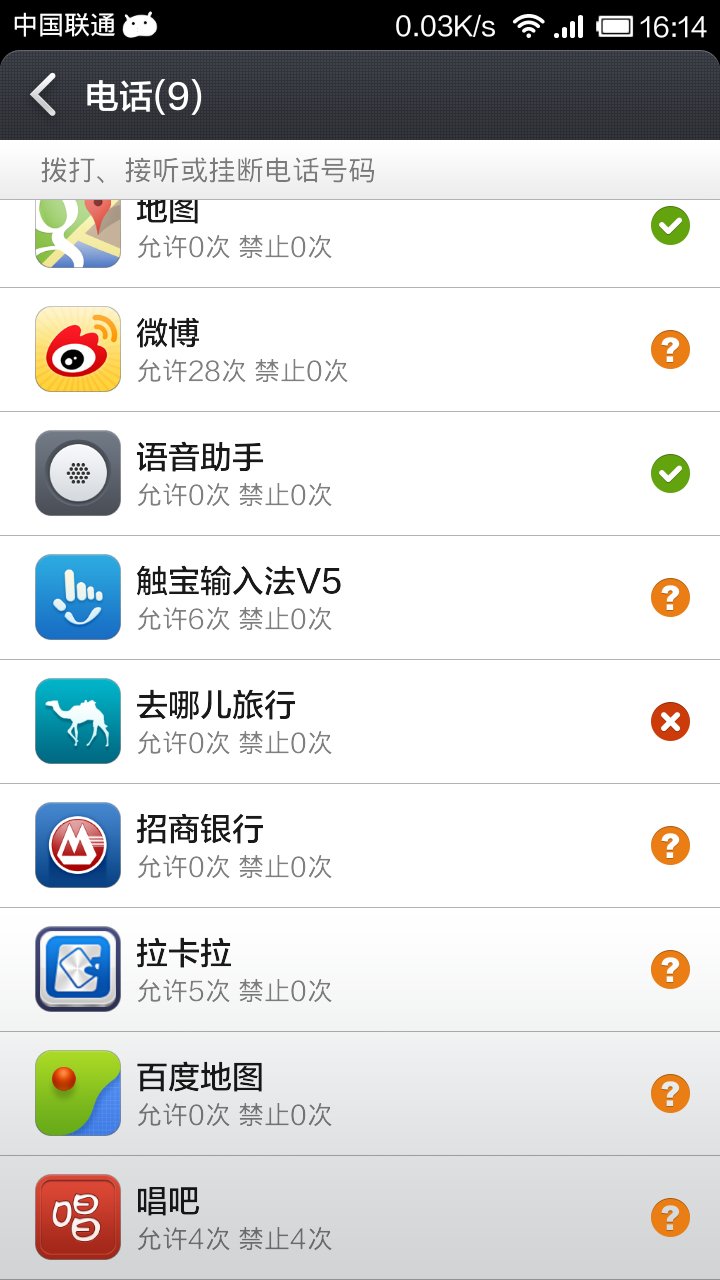 中国联通 0.03K/s 16:14
电话(9)
拨打、接听或挂断电话号码
地图
允许0次 禁止0次
微博
允许28次 禁止0次
语音助手
允许0次 禁止0次
触宝输入法V5
允许6次 禁止0次
去哪儿旅行
允许0次 禁止0次
招商银行
允许0次 禁止0次
拉卡拉
允许5次 禁止0次
百度地图
允许0次 禁止0次
唱
唱吧
允许4次 禁止4次